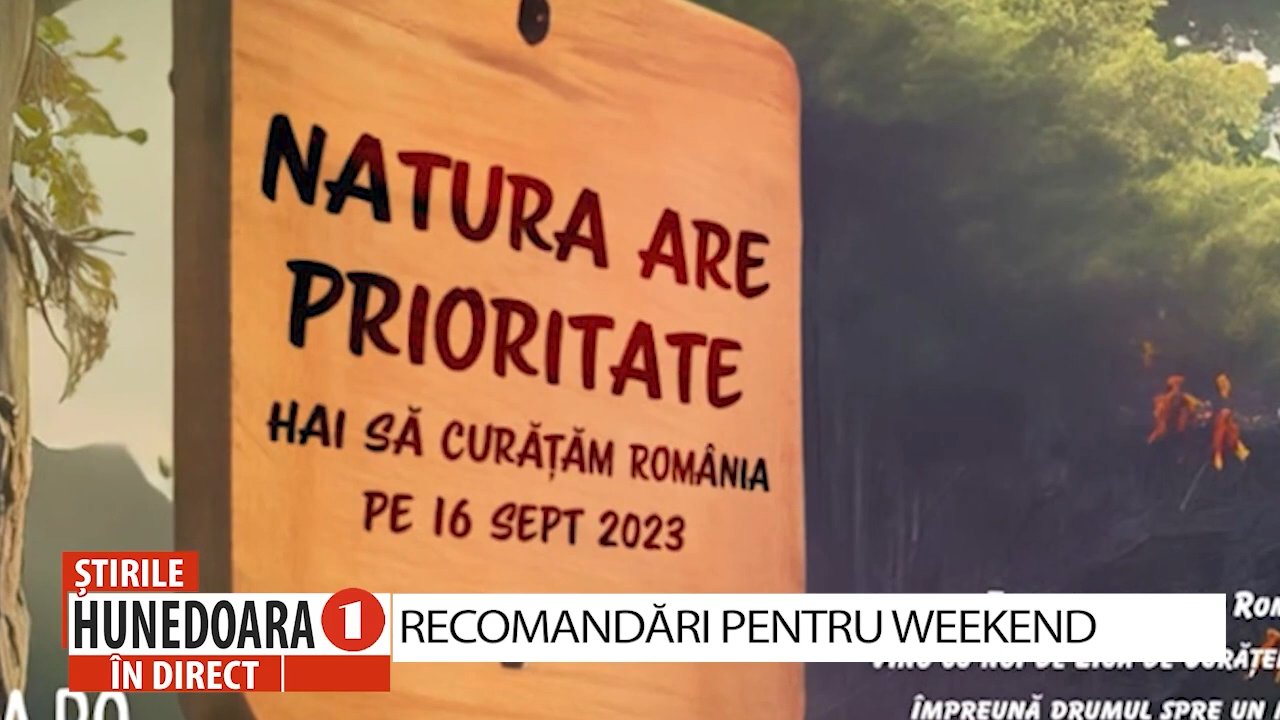 NATURA ARE
PRIORITATE
HAI SĂ CURĂȚĂM ROMÂNIA
PE 16 SEPT 2023
ȘTIRILE
HUNEDOARA 1
ÎN DIRECT
RECOMANDĂRI PENTRU WEEKEND
ÎMPREUNĂ DRUMUL SPRE UN